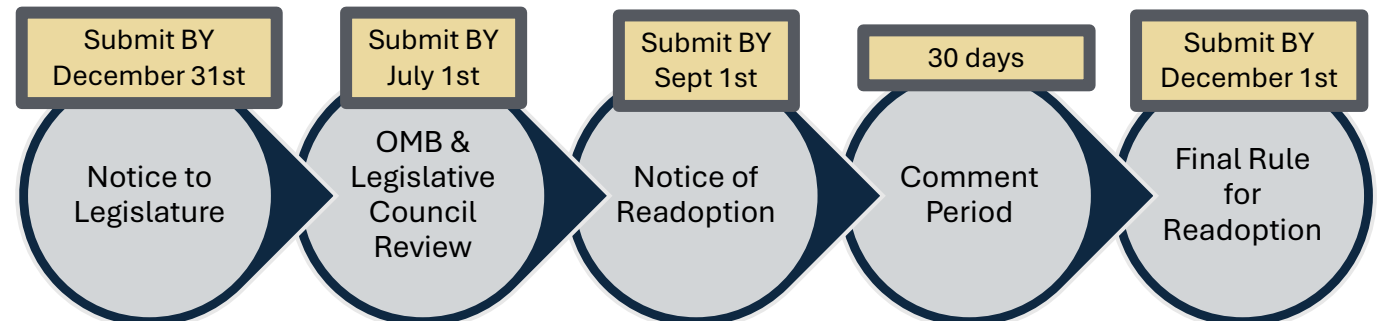 Submit BY
December 31st
Notice to
Legislature
Submit BY
July 1st
OMB &
Legislative
Council
Review
Submit BY
Sept 1st
Notice of
Readoption
30 days
Comment
Period
Submit BY
December 1st
Final Rule
for
Readoption